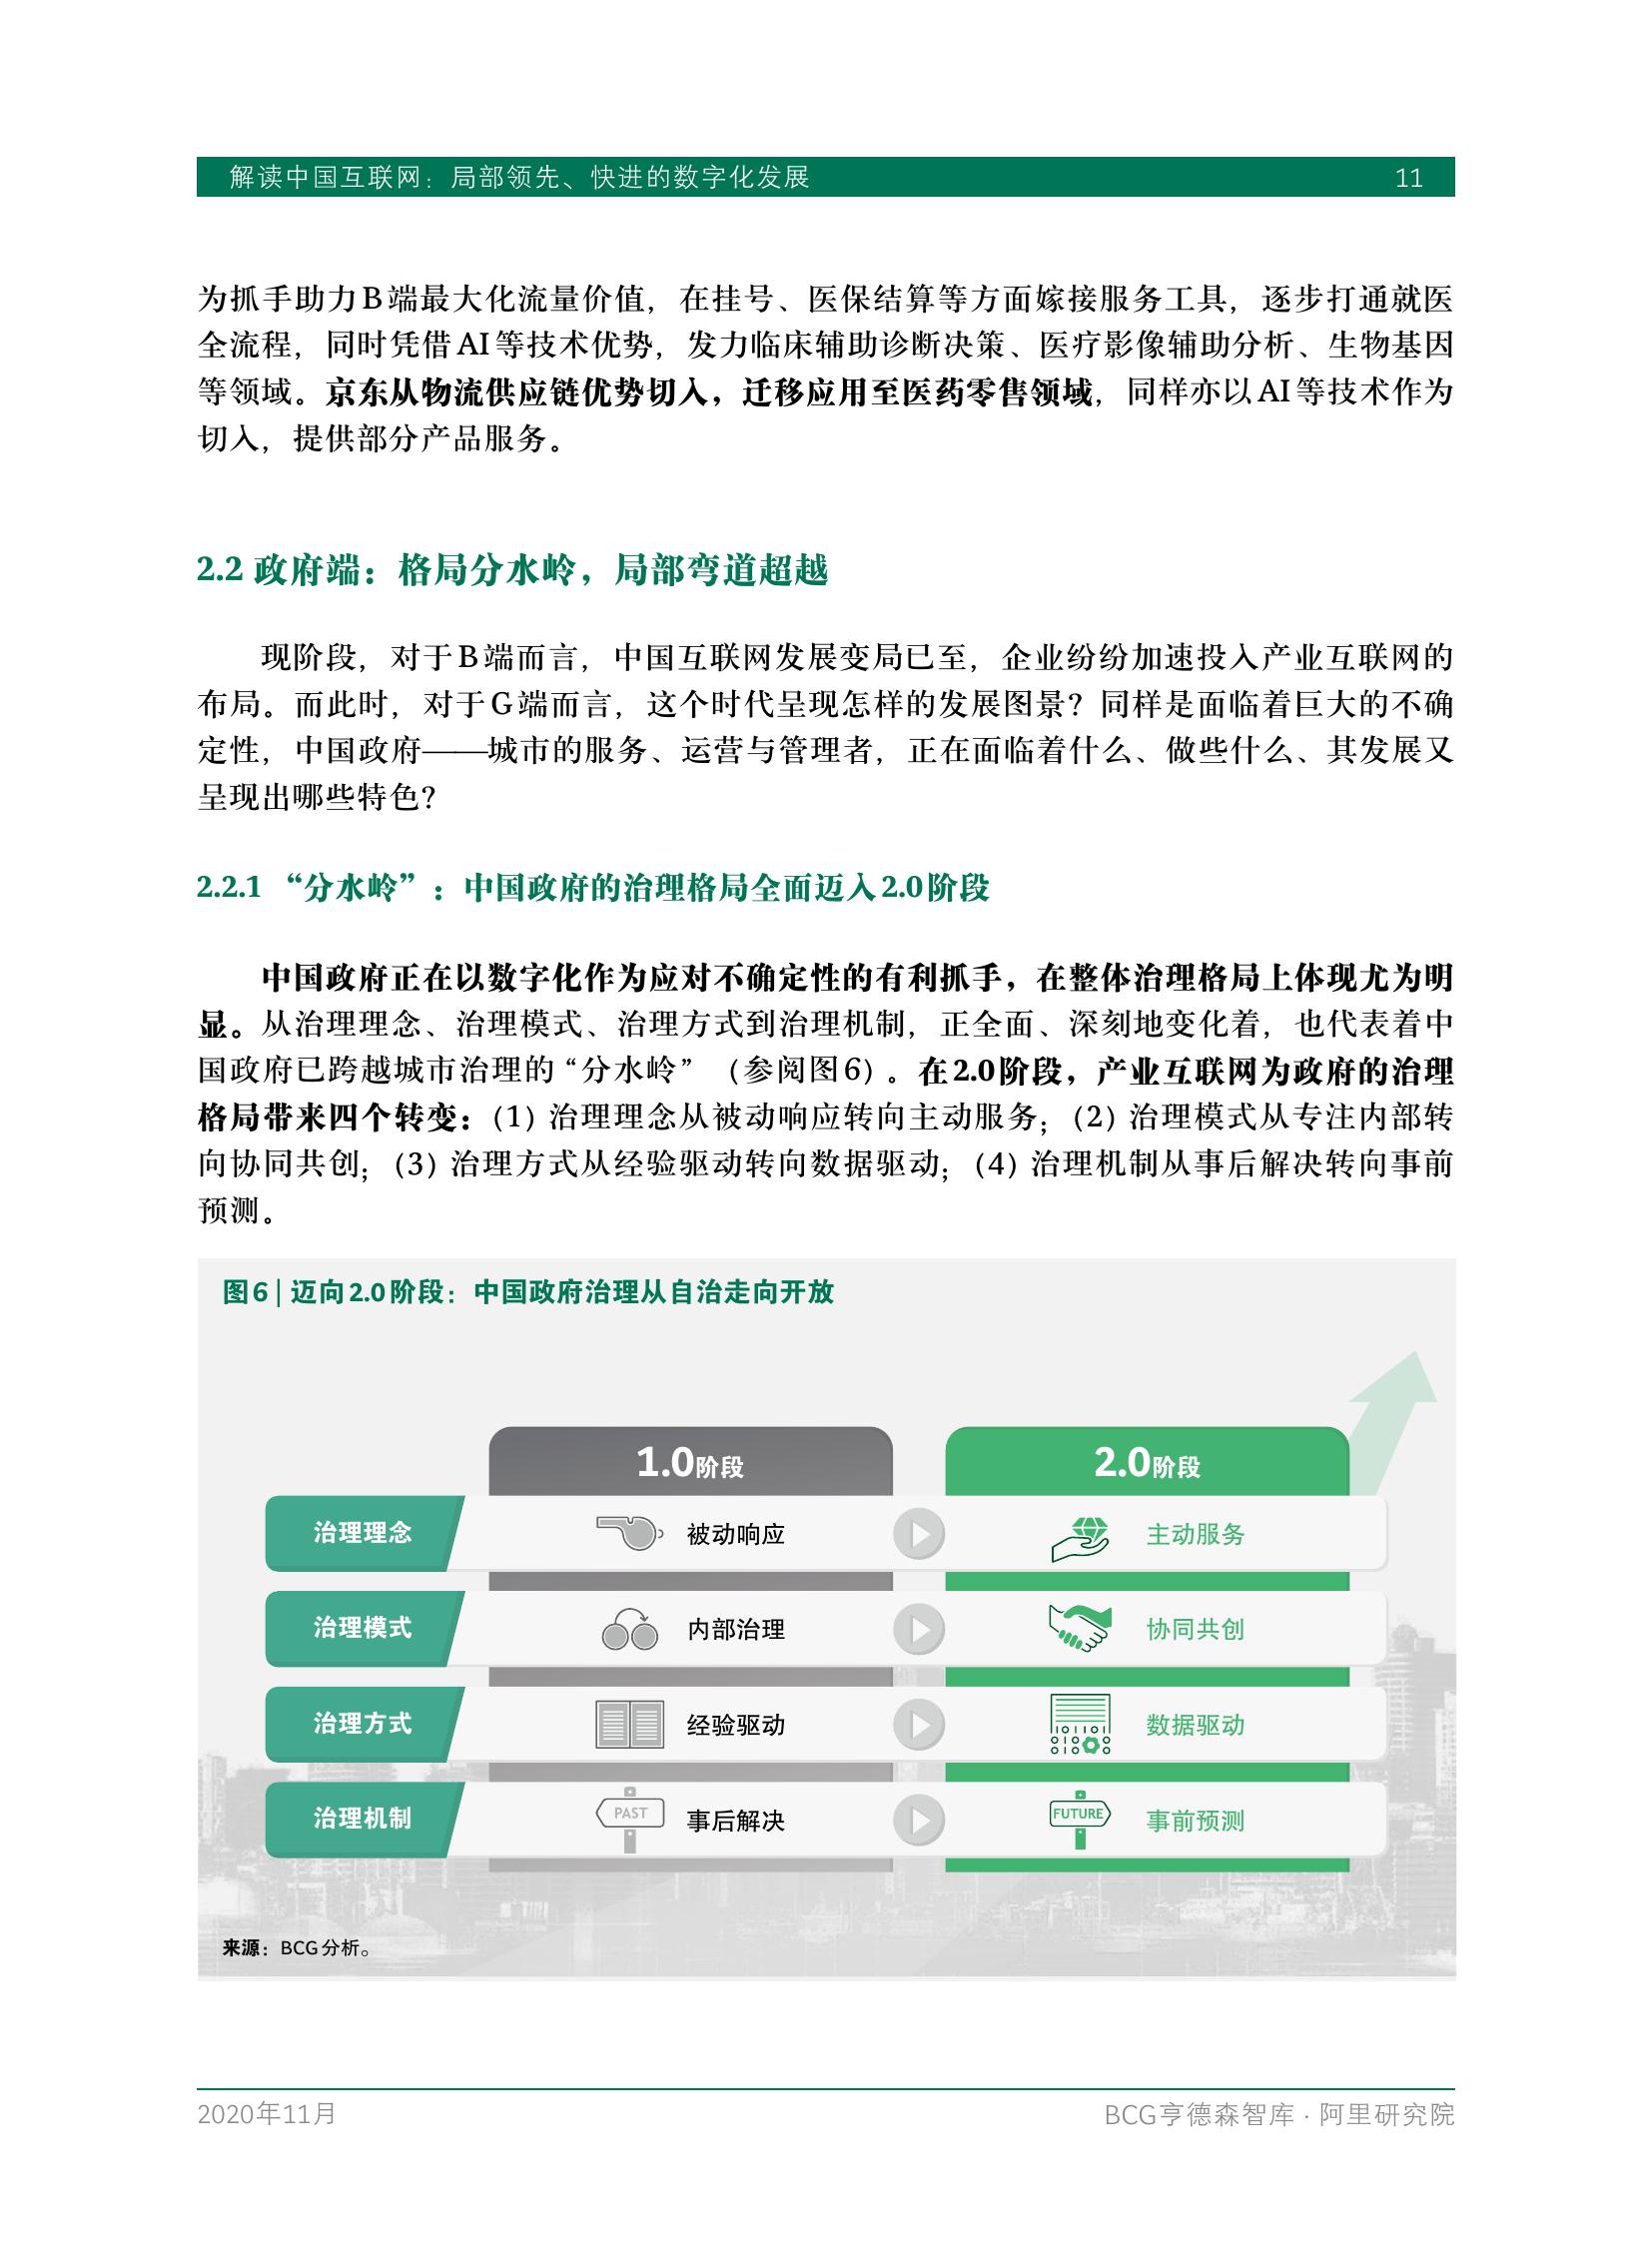 解读中国互联网：局部领先、快进的数字化发展 11
为抓手助力B端最大化流量价值，在挂号、医保结算等方面嫁接服务工具，逐步打通就医
全流程，同时凭借AI等技术优势，发力临床辅助诊断决策、医疗影像辅助分析、生物基因
等领域。京东从物流供应链优势切入，迁移应用至医药零售领域，同样亦以AI等技术作为
切入，提供部分产品服务。
2.2 政府端：格局分水岭，局部弯道超越
现阶段，对于B端而言，中国互联网发展变局已至，企业纷纷加速投入产业互联网的
布局。而此时，对于G端而言，这个时代呈现怎样的发展图景？同样是面临着巨大的不确
定性，中国政府——城市的服务、运营与管理者，正在面临着什么、做些什么、其发展又
呈现出哪些特色？
2.2.1 “分水岭”：中国政府的治理格局全面迈入2.0阶段
中国政府正在以数字化作为应对不确定性的有利抓手，在整体治理格局上体现尤为明
显。从治理理念、治理模式、治理方式到治理机制，正全面、深刻地变化着，也代表着中
国政府已跨越城市治理的“分水岭”（参阅图6）。在2.0阶段，产业互联网为政府的治理
格局带来四个转变：(1) 治理理念从被动响应转向主动服务；(2) 治理模式从专注内部转
向协同共创；(3) 治理方式从经验驱动转向数据驱动；(4) 治理机制从事后解决转向事前
预测。
图6 | 迈向2.0阶段：中国政府治理从自治走向开放
1.0阶段 2.0阶段
治理理念 被动响应 主动服务
治理模式 内部治理 协同共创
治理方式 经验驱动 数据驱动
治理机制 PAST 事后解决 FUTURE 事前预测
来源：BCG分析。
2020年11月 BCG亨德森智库 · 阿里研究院